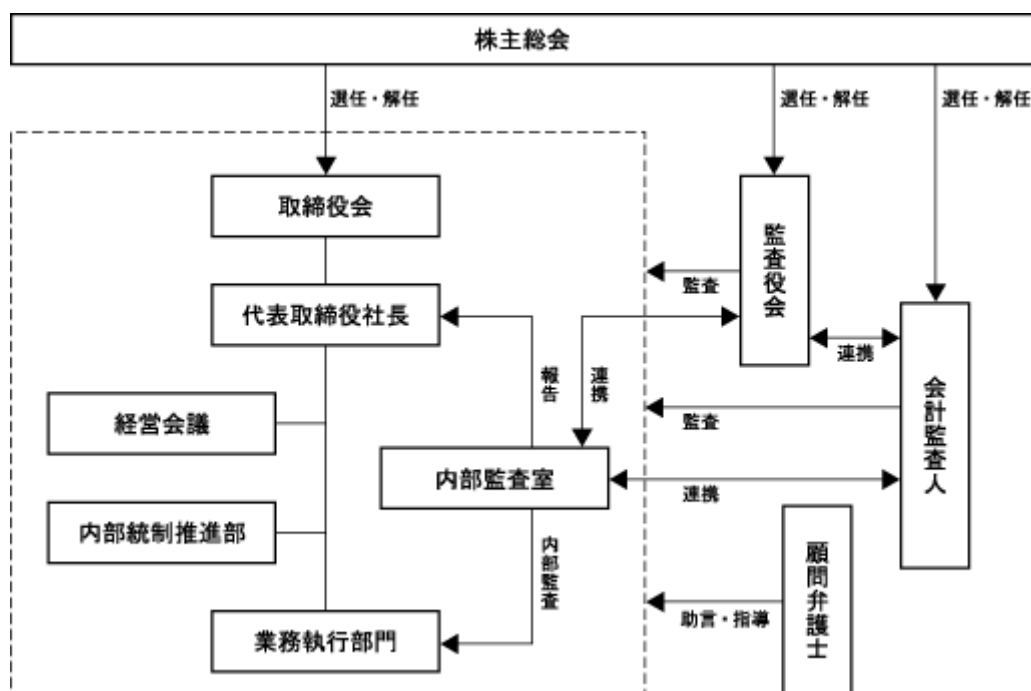 株主総会
選任・解任
選任・解任
選任・解任
取締役会
監査役会
監査
代表取締役社長
連携
報告
連携
会計監査人
経営会議
監査
内部監査室
連携
内部統制推進部
内部監査
顧問弁護士
助言・指導
業務執行部門